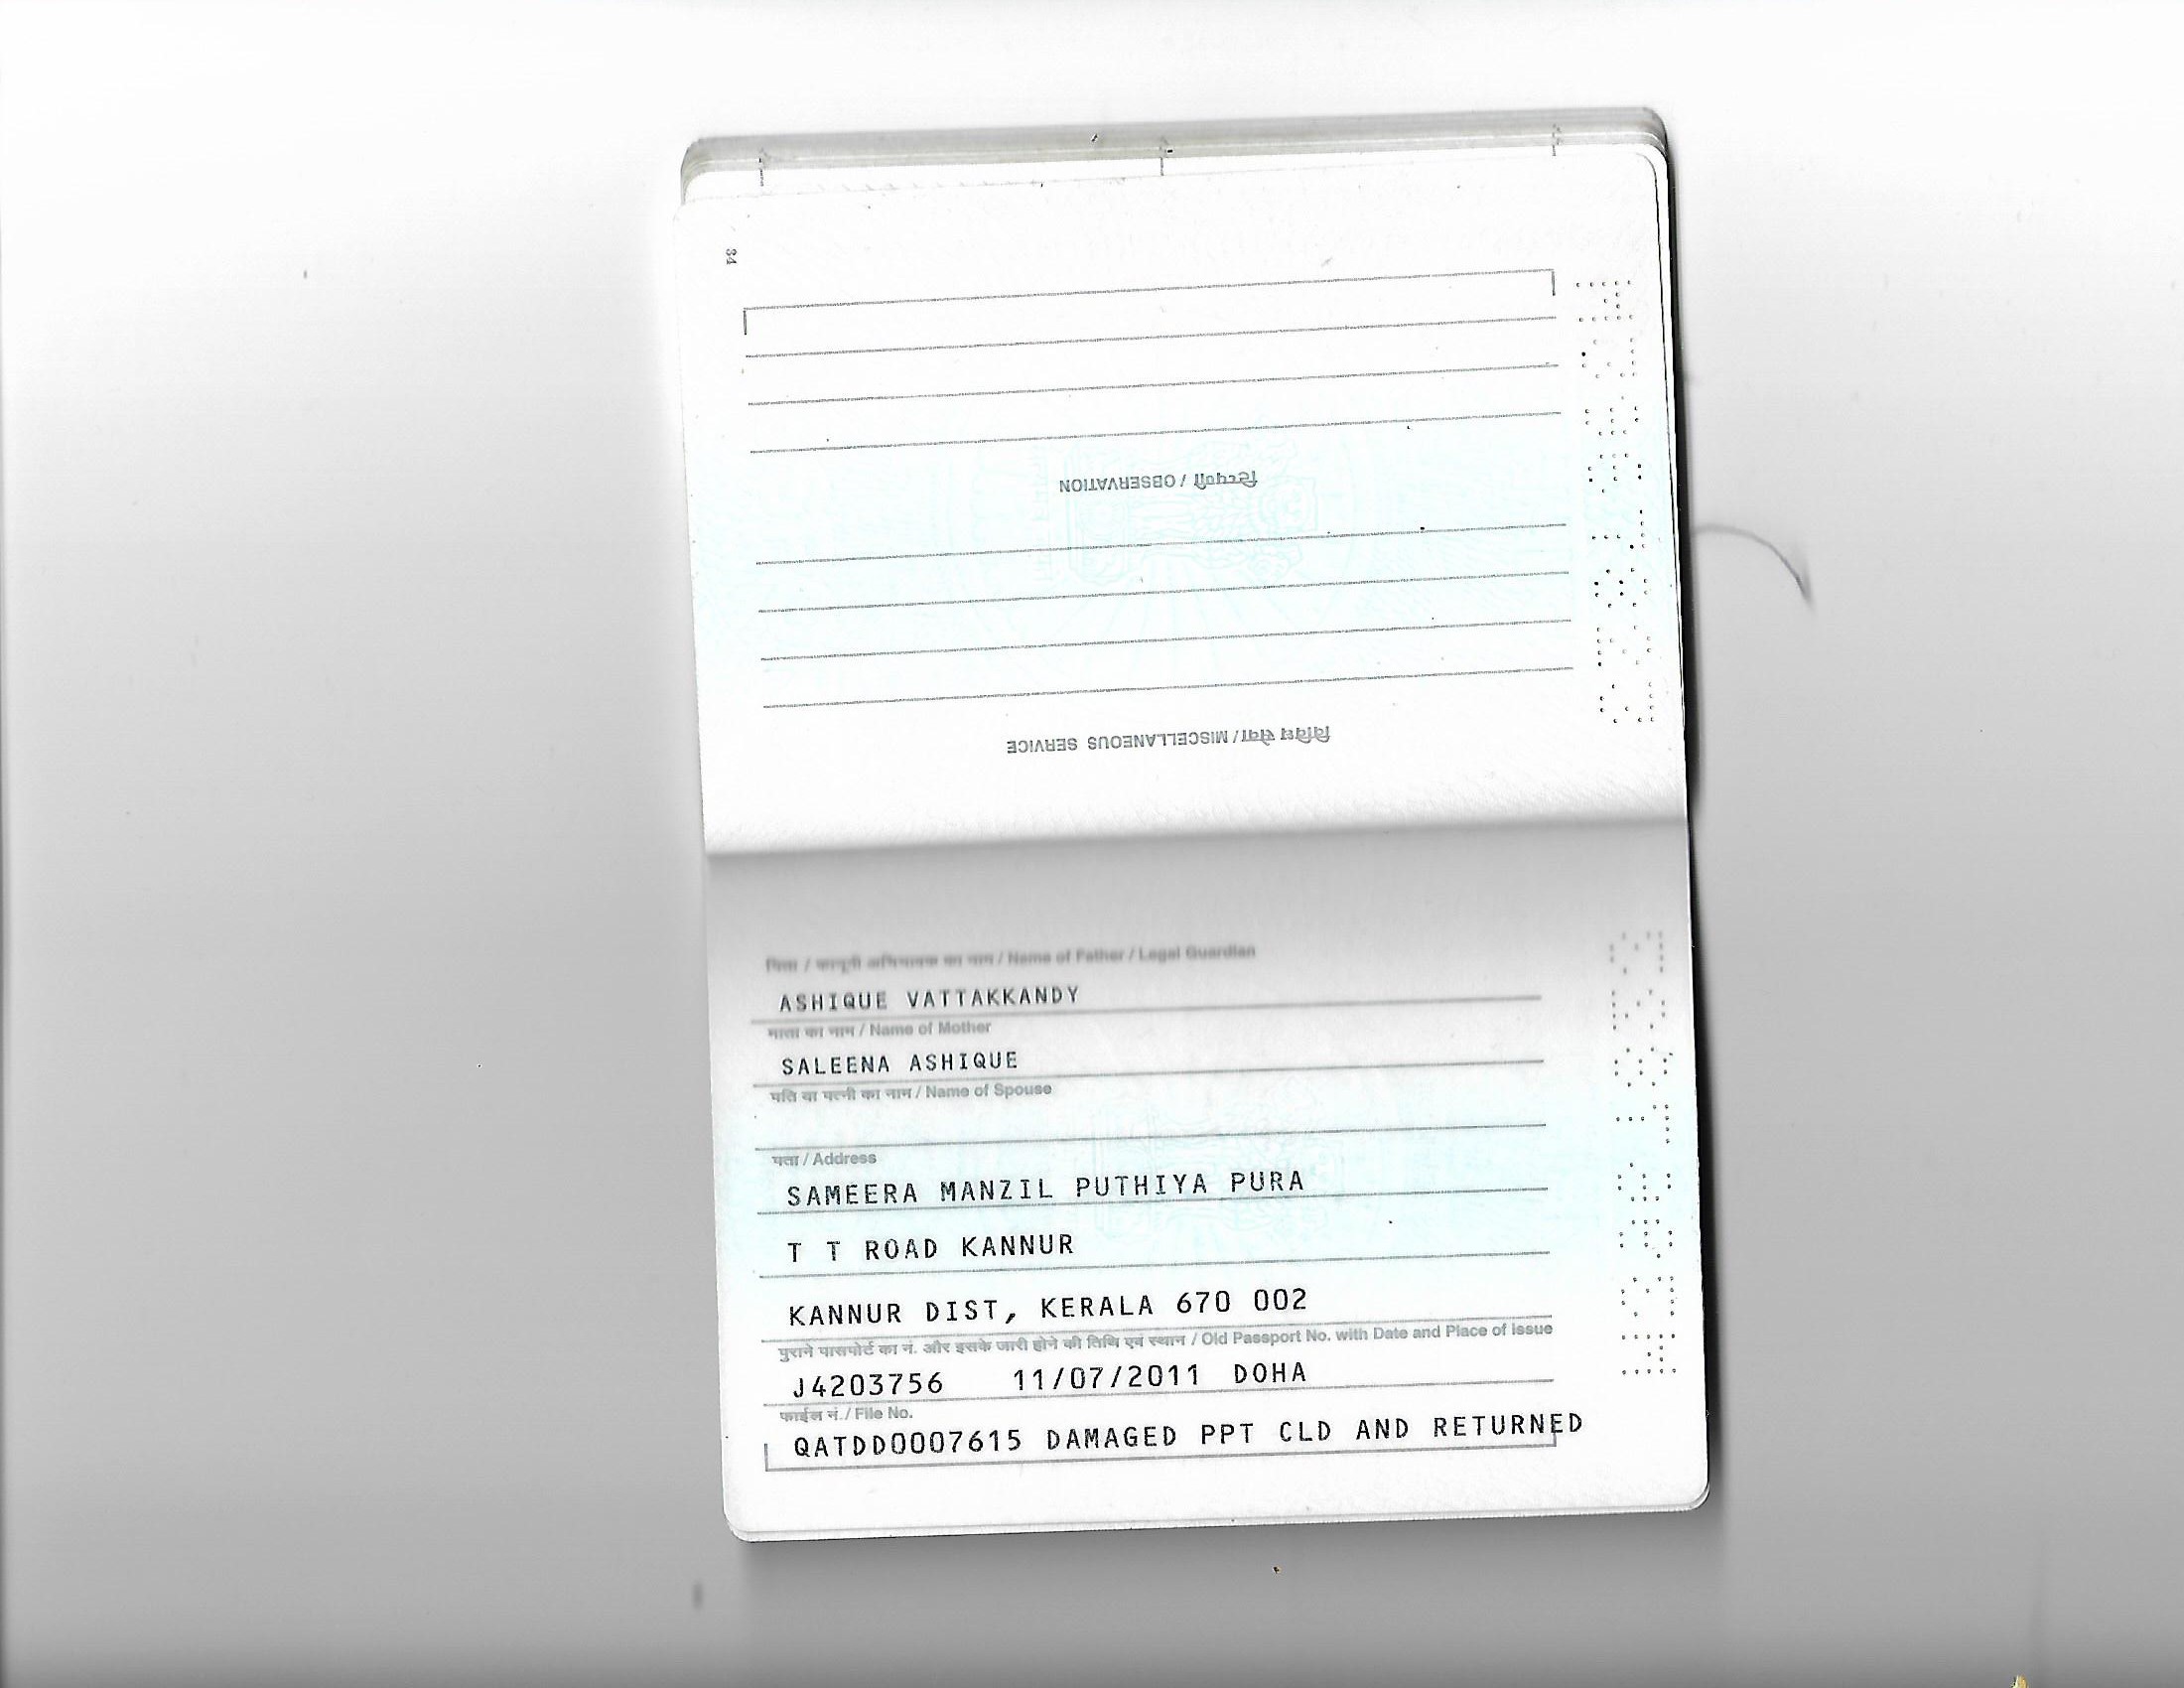 34
टिप्पणी / OBSERVATION
विविध सेवा / MISCELLANEOUS SERVICE
पिता / कानूनी अभिभावक का नाम / Name of Father / Legal Guardian
ASHIQUE VATTAKKANDY
माता का नाम / Name of Mother
SALEENA ASHIQUE
पति या पत्नी का नाम / Name of Spouse
पता / Address
SAMEERA MANZIL PUTHIYA PURA
T T ROAD KANNUR
KANNUR DIST, KERALA 670 002
पुराने पासपोर्ट का नं. और इसके जारी होने की तिथि एवं स्थान / Old Passport No. with Date and Place of Issue
J4203756 11/07/2011 DOHA
फाईल नं./ File No.
QATDD0007615 DAMAGED PPT CLD AND RETURNED